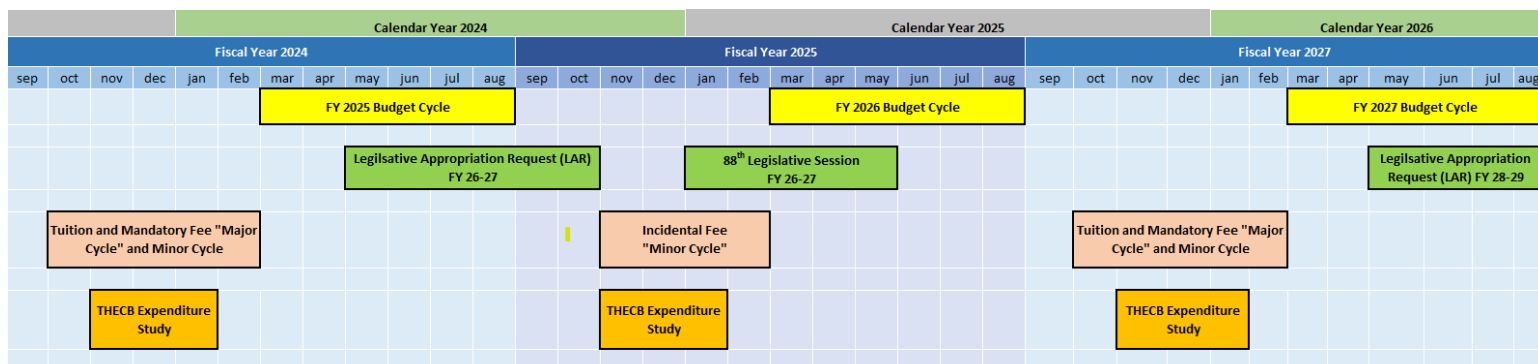 Calendar Year 2024 Calendar Year 2025 Calendar Year 2026
Fiscal Year 2024 Fiscal Year 2025 Fiscal Year 2027
sep oct nov dec jan feb mar apr may jun jul aug sep oct nov dec jan feb mar apr may jun jul aug sep oct nov dec jan feb mar apr may jun jul aug
FY 2025 Budget Cycle FY 2026 Budget Cycle FY 2027 Budget Cycle
Legilsative Appropriation Request (LAR)
FY 26-27
88th Legislative Session
FY 26-27
Legilsative Appropriation
Request (LAR) FY 28-29
Tuition and Mandatory Fee "Major
Cycle" and Minor Cycle
Incidental Fee
"Minor Cycle"
Tuition and Mandatory Fee "Major
Cycle" and Minor Cycle
THECB Expenditure
Study
THECB Expenditure
Study
THECB Expenditure
Study